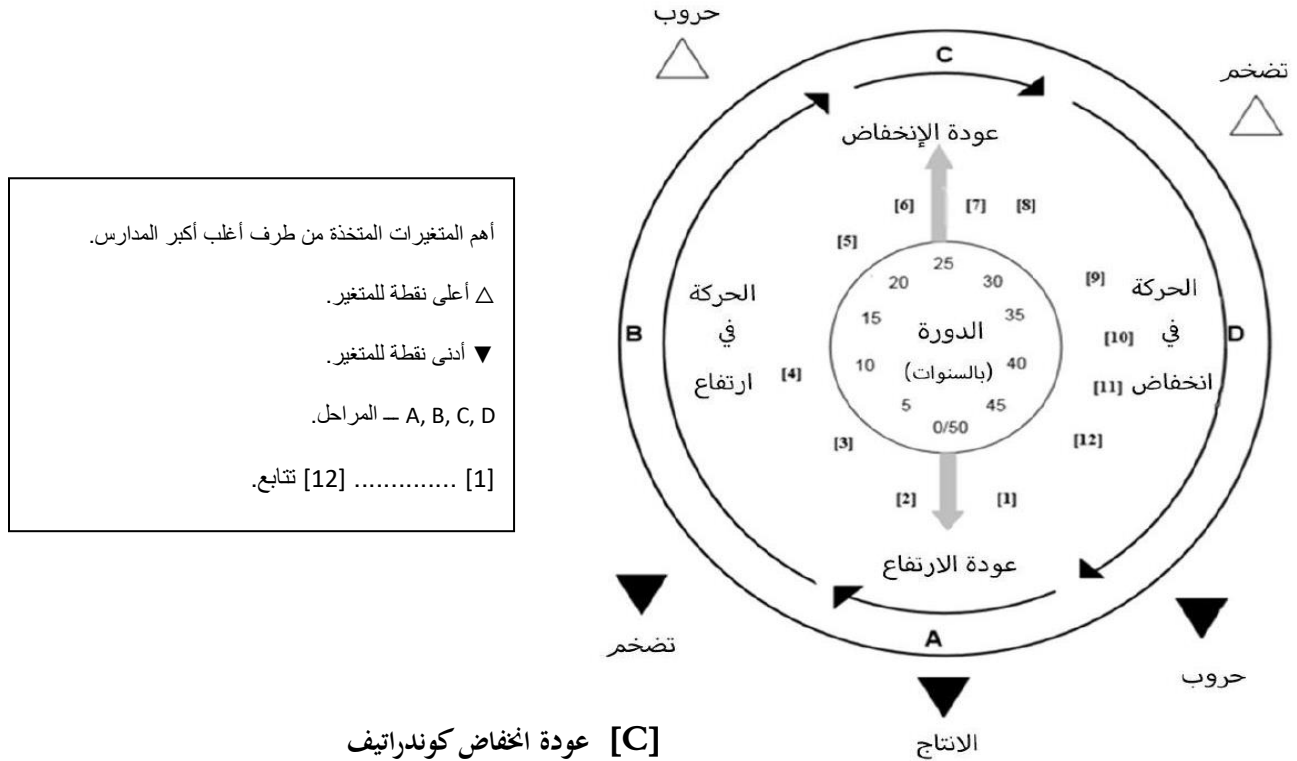 حروب
C
تضخم
عودة الإنخفاض
أهم المتغيرات المتخذة من طرف أغلب أكبر المدارس.
△ أعلى نقطة للمتغير.
▼ أدنى نقطة للمتغير.
A, B, C, D – المراحل.
[1] .............. [12] تتابع.
[6] [7] [8]
[5]
25
20 30
[9]
الحركة
في
ارتفاع
B
15 35
الدورة
(بالسنوات)
10 40
5 45
0/50
الحركة
في
انخفاض
D
[10]
[11]
[4]
[3]
[12]
[2] [1]
عودة الارتفاع
A
تضخم
حروب
الانتاج
[C] عودة انخفاض كوندراتيف